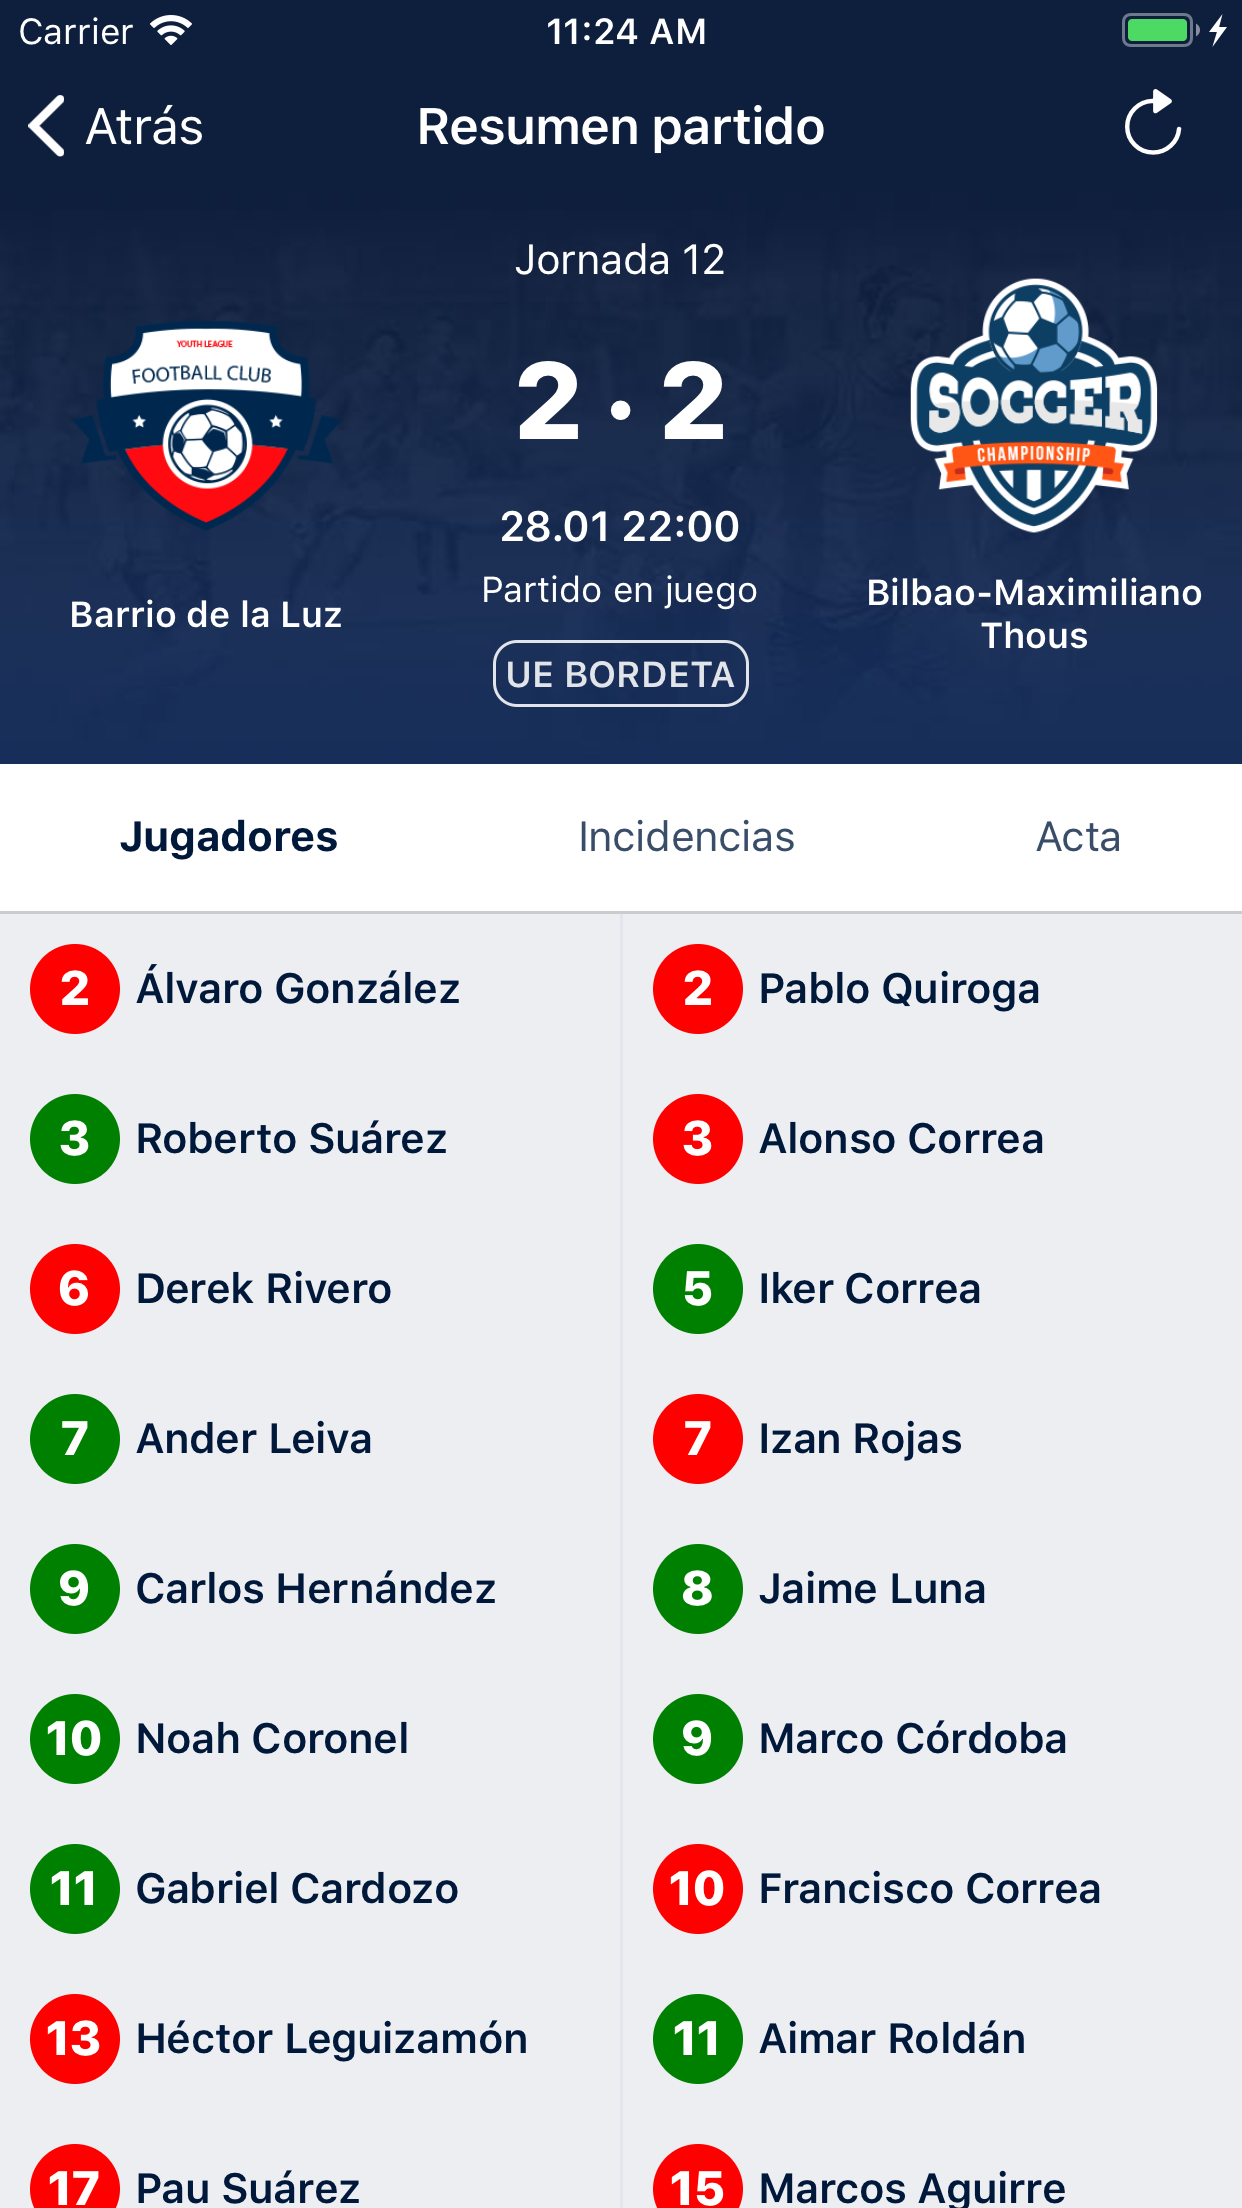 Carrier
11:24 AM
Atrás
Resumen partido
Jornada 12
YOUTH LEAGUE
FOOTBALL CLUB
SOCCER
CHAMPIONSHIP
2 · 2
28.01 22:00
Partido en juego
Barrio de la Luz
Bilbao-Maximiliano
Thous
UE BORDETA
Jugadores
Incidencias
Acta
2 Álvaro González
2 Pablo Quiroga
3 Roberto Suárez
3 Alonso Correa
6 Derek Rivero
5 Iker Correa
7 Ander Leiva
7 Izan Rojas
9 Carlos Hernández
8 Jaime Luna
10 Noah Coronel
9 Marco Córdoba
11 Gabriel Cardozo
10 Francisco Correa
13 Héctor Leguizamón
11 Aimar Roldán
17 Pau Suárez
15 Marcos Aguirre